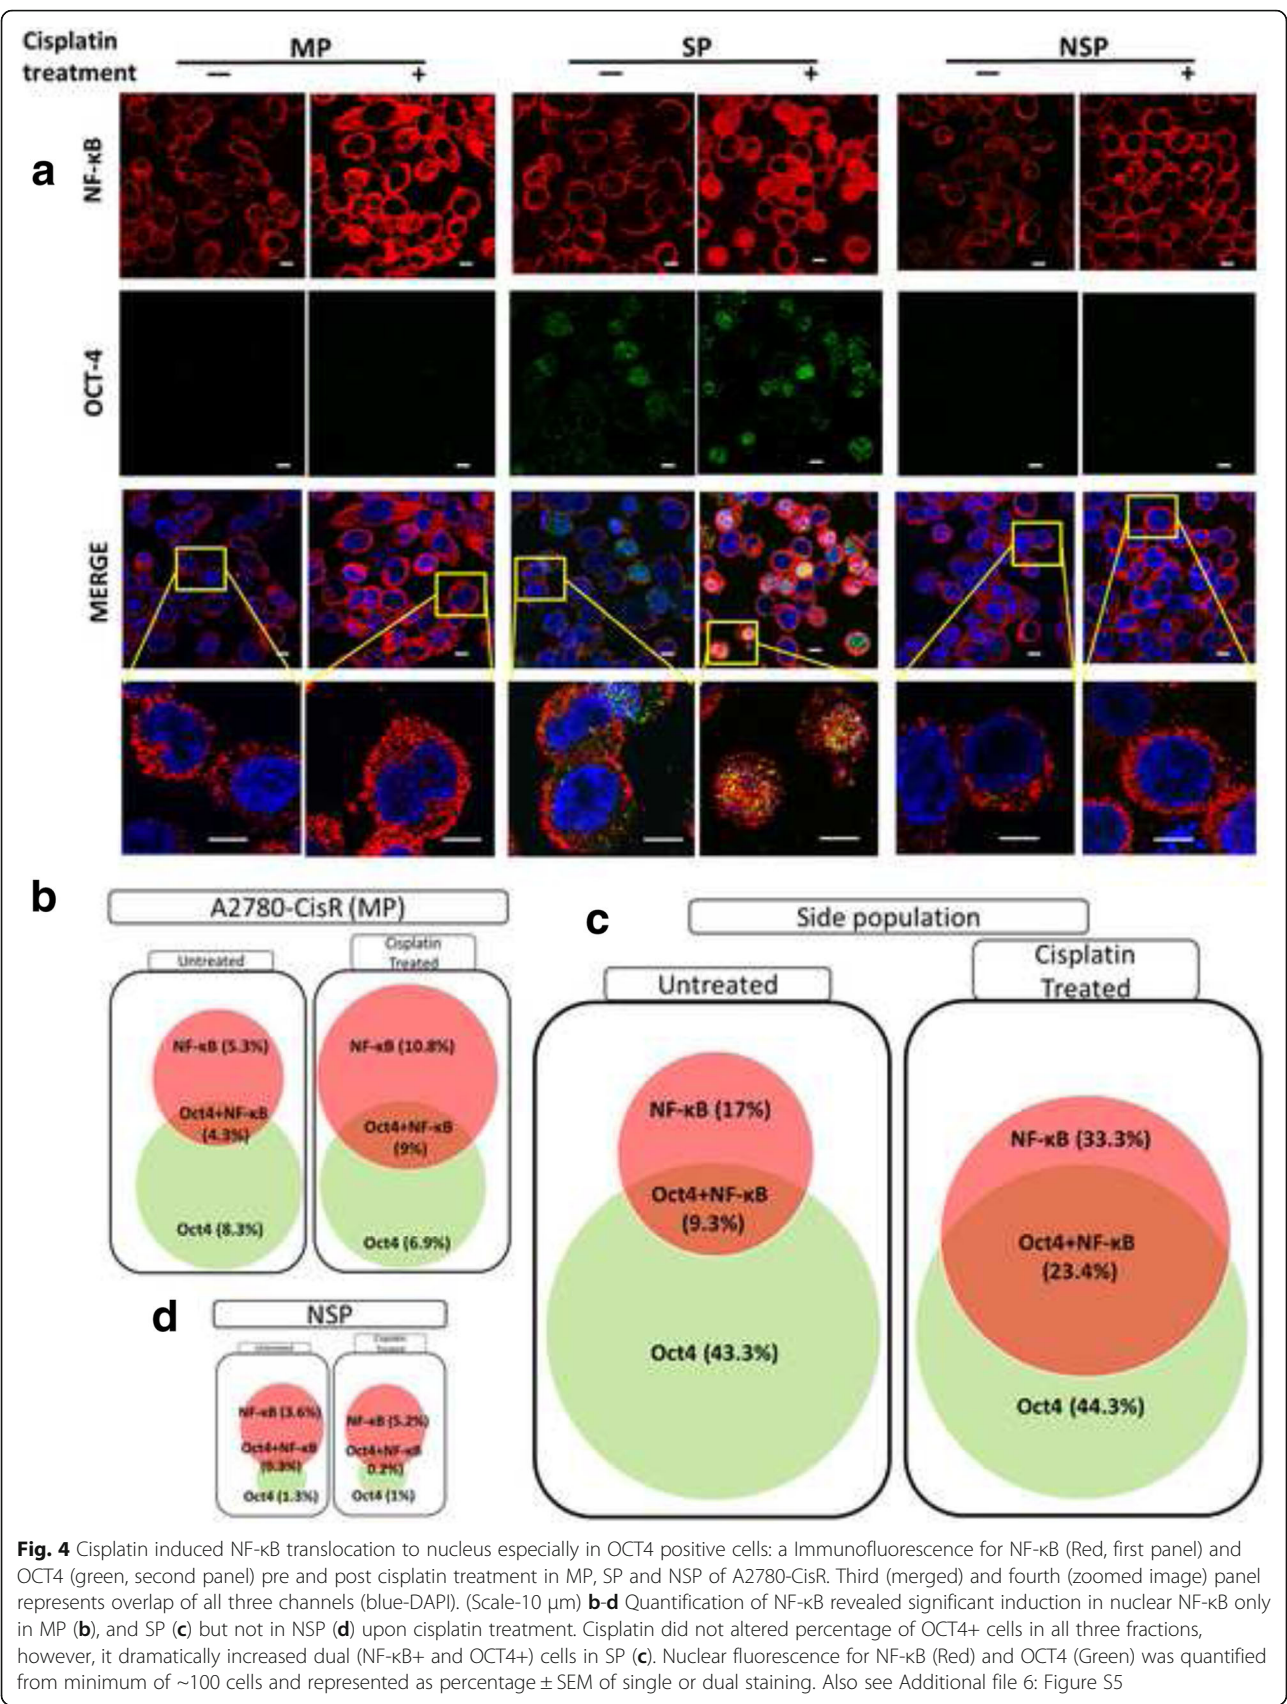 Cisplatin
treatment
MP
SP
NSP
— + — + — +
a
NF-κB
OCT-4
MERGE
b
A2780-CisR (MP)
Untreated
Cisplatin
Treated
NF-κB (5.3%)
Oct4+NF-κB
(4.3%)
Oct4 (8.3%)
NF-κB (10.8%)
Oct4+NF-κB
(9%)
Oct4 (6.9%)
c
Side population
Untreated
Cisplatin
Treated
NF-κB (17%)
Oct4+NF-κB
(9.3%)
Oct4 (43.3%)
NF-κB (33.3%)
Oct4+NF-κB
(23.4%)
Oct4 (44.3%)
d
NSP
Untreated
Cisplatin
Treated
NF-κB (3.6%)
Oct4+NF-κB
(0.3%)
Oct4 (1.3%)
NF-κB (5.2%)
Oct4+NF-κB
0.2%)
Oct4 (1%)
Fig. 4 Cisplatin induced NF-κB translocation to nucleus especially in OCT4 positive cells: a Immunofluorescence for NF-κB (Red, first panel) and
OCT4 (green, second panel) pre and post cisplatin treatment in MP, SP and NSP of A2780-CisR. Third (merged) and fourth (zoomed image) panel
represents overlap of all three channels (blue-DAPI). (Scale-10 μm) b-d Quantification of NF-κB revealed significant induction in nuclear NF-κB only
in MP (b), and SP (c) but not in NSP (d) upon cisplatin treatment. Cisplatin did not altered percentage of OCT4+ cells in all three fractions,
however, it dramatically increased dual (NF-κB+ and OCT4+) cells in SP (c). Nuclear fluorescence for NF-κB (Red) and OCT4 (Green) was quantified
from minimum of ~100 cells and represented as percentage ± SEM of single or dual staining. Also see Additional file 6: Figure S5